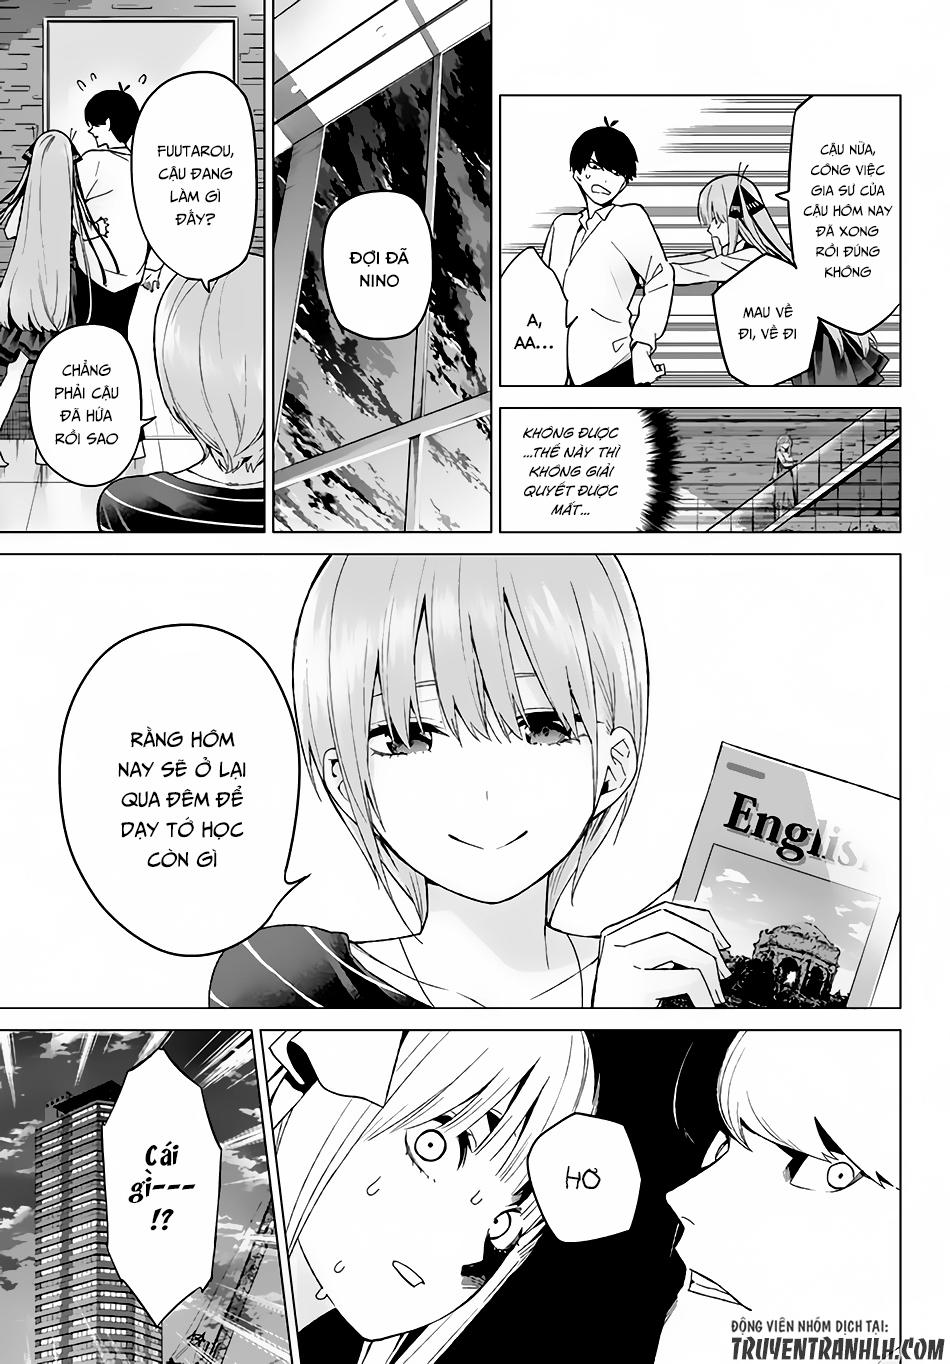 CẬU NỮA,
CÔNG VIỆC
GIA SƯ CỦA
CẬU HÔM NAY
ĐÃ XONG
RỒI ĐÚNG
KHÔNG
MAU VỀ
ĐI, VỀ ĐI
A,
AA...
KHÔNG ĐƯỢC
...THẾ NÀY THÌ
KHÔNG GIẢI
QUYẾT ĐƯỢC
MẤT...
ĐỢI ĐÃ
NINO
FUUTAROU,
CẬU ĐANG
LÀM GÌ
ĐẤY?
CHẲNG
PHẢI CẬU
ĐÃ HỨA
RỒI SAO
RẰNG HÔM
NAY SẼ Ở LẠI
QUA ĐÊM ĐỂ
DẠY TỚ HỌC
CÒN GÌ
English
HƠ
Cái
gì---
!?
ĐỘNG VIÊN NHÓM DỊCH TẠI:
TRUYENTRANHLH.COM